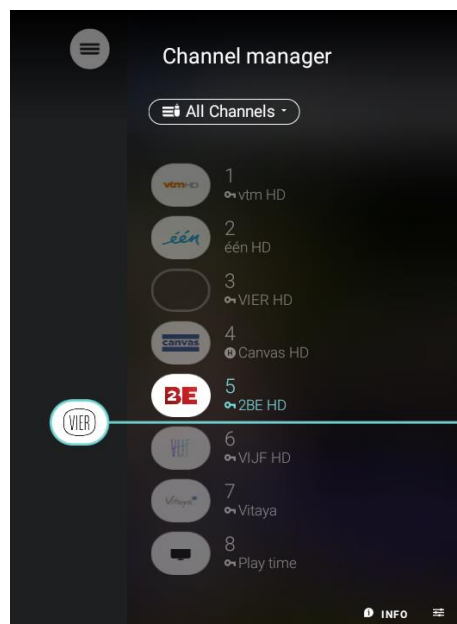 Channel manager
All Channels
vtm HD
1
vtm HD
één
2
één HD
3
VIER HD
canvas
4
H Canvas HD
2BE
5
2BE HD
VIER
VIJF
6
VIJF HD
Vitaya
7
Vitaya
8
Play time
INFO